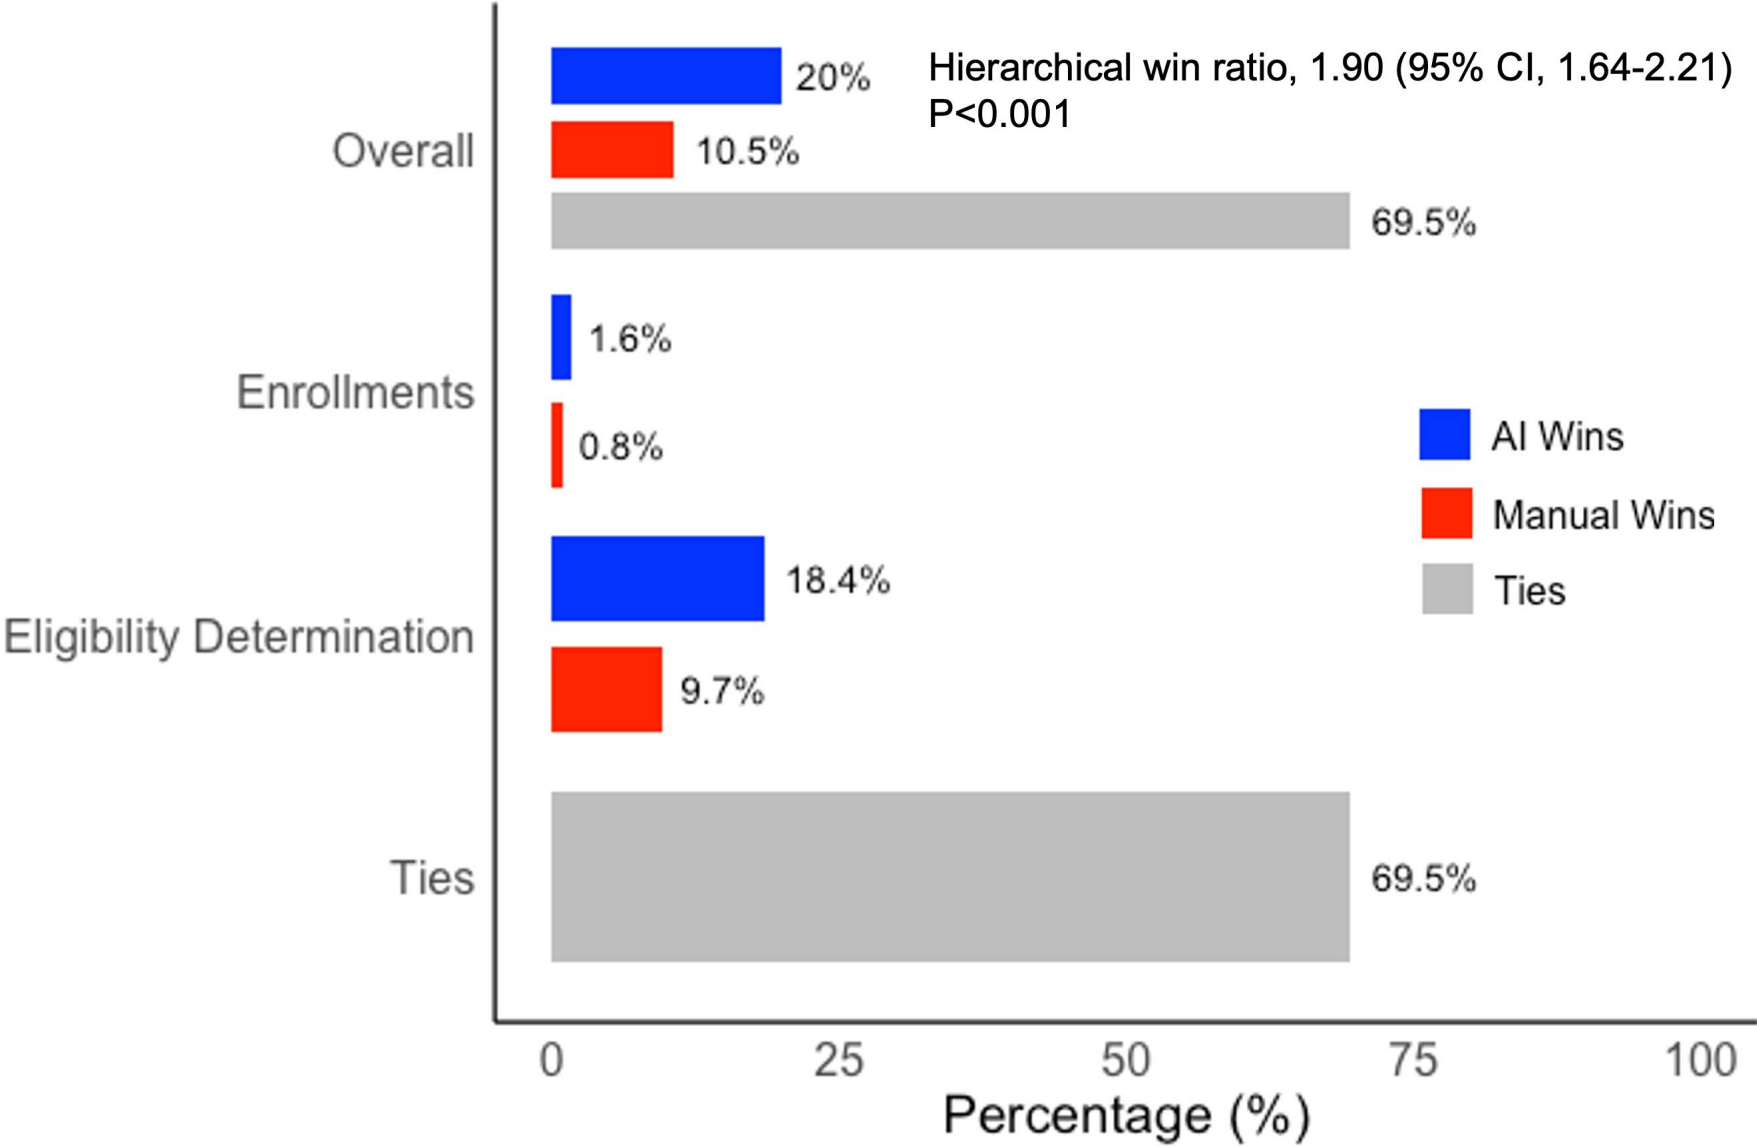 20%
Hierarchical win ratio, 1.90 (95% CI, 1.64-2.21)
P<0.001
Overall
10.5%
69.5%
1.6%
Enrollments
0.8%
AI Wins
Manual Wins
Ties
18.4%
Eligibility Determination
9.7%
Ties
69.5%
0 25 50 75 100
Percentage (%)